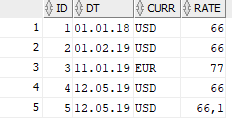 ID DT CURR RATE
1 1 01.01.18 USD 66
2 2 01.02.19 USD 66
3 3 11.01.19 EUR 77
4 4 12.05.19 USD 66
5 5 12.05.19 USD 66,1